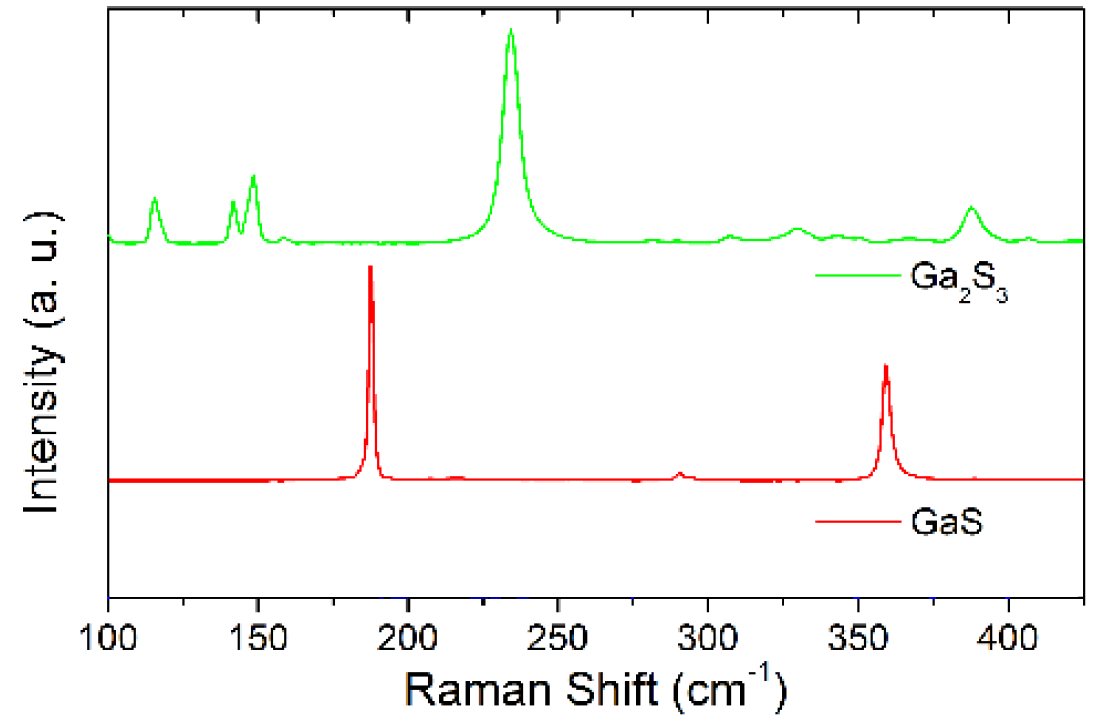 Intensity (a. u.)
Ga₂S₃
GaS
100 150 200 250 300 350 400
Raman Shift (cm⁻¹)